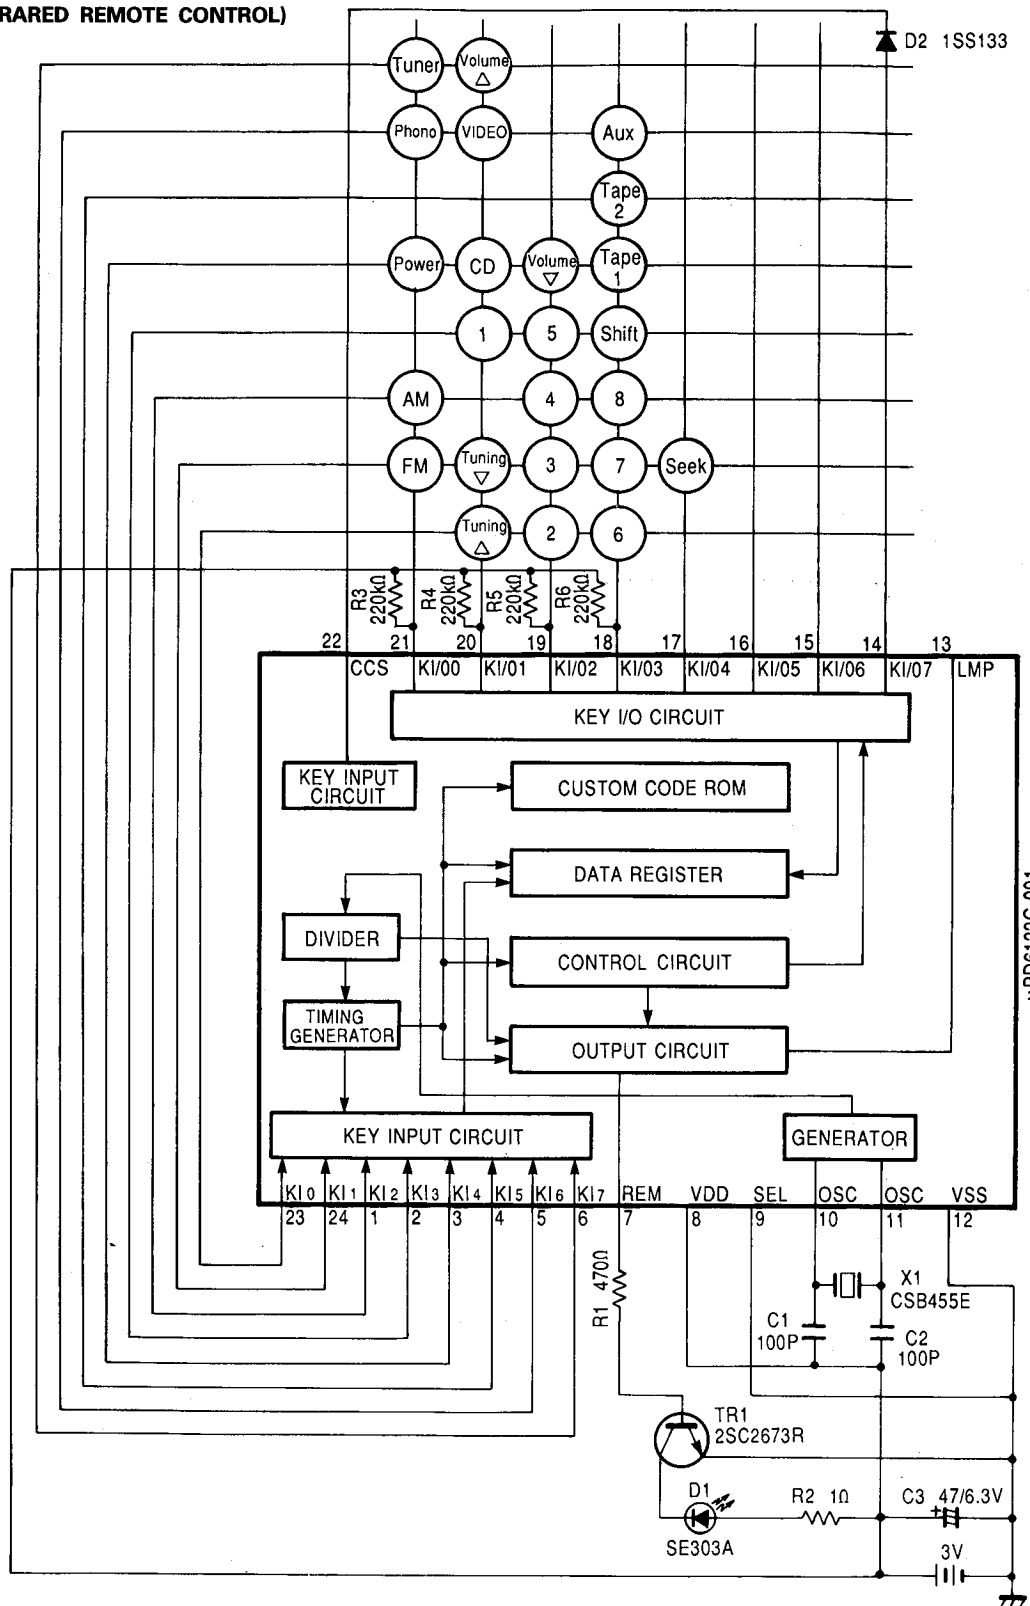 RARED REMOTE CONTROL)
D2 1SS133
Tuner
Volume
△
Phono
VIDEO
Aux
Tape
2
Power
CD
Volume
▽
Tape
1
1
5
Shift
AM
4
8
FM
Tuning
▽
3
7
Seek
Tuning
△
2
6
R3
220kΩ
R4
220kΩ
R5
220kΩ
R6
220kΩ
22 21 20 19 18 17 16 15 14 13
CCS KI/00 KI/01 KI/02 KI/03 KI/04 KI/05 KI/06 KI/07 LMP
KEY I/O CIRCUIT
KEY INPUT
CIRCUIT
CUSTOM CODE ROM
DATA REGISTER
DIVIDER
CONTROL CIRCUIT
TIMING
GENERATOR
OUTPUT CIRCUIT
KEY INPUT CIRCUIT
GENERATOR
KI0 KI1 KI2 KI3 KI4 KI5 KI6 KI7 REM VDD SEL OSC OSC VSS
23 24 1 2 3 4 5 6 7 8 9 10 11 12
R1 470Ω
X1
CSB455E
C1
100P
C2
100P
TR1
2SC2673R
D1
SE303A
R2 1Ω
C3 47/6.3V
+
3V